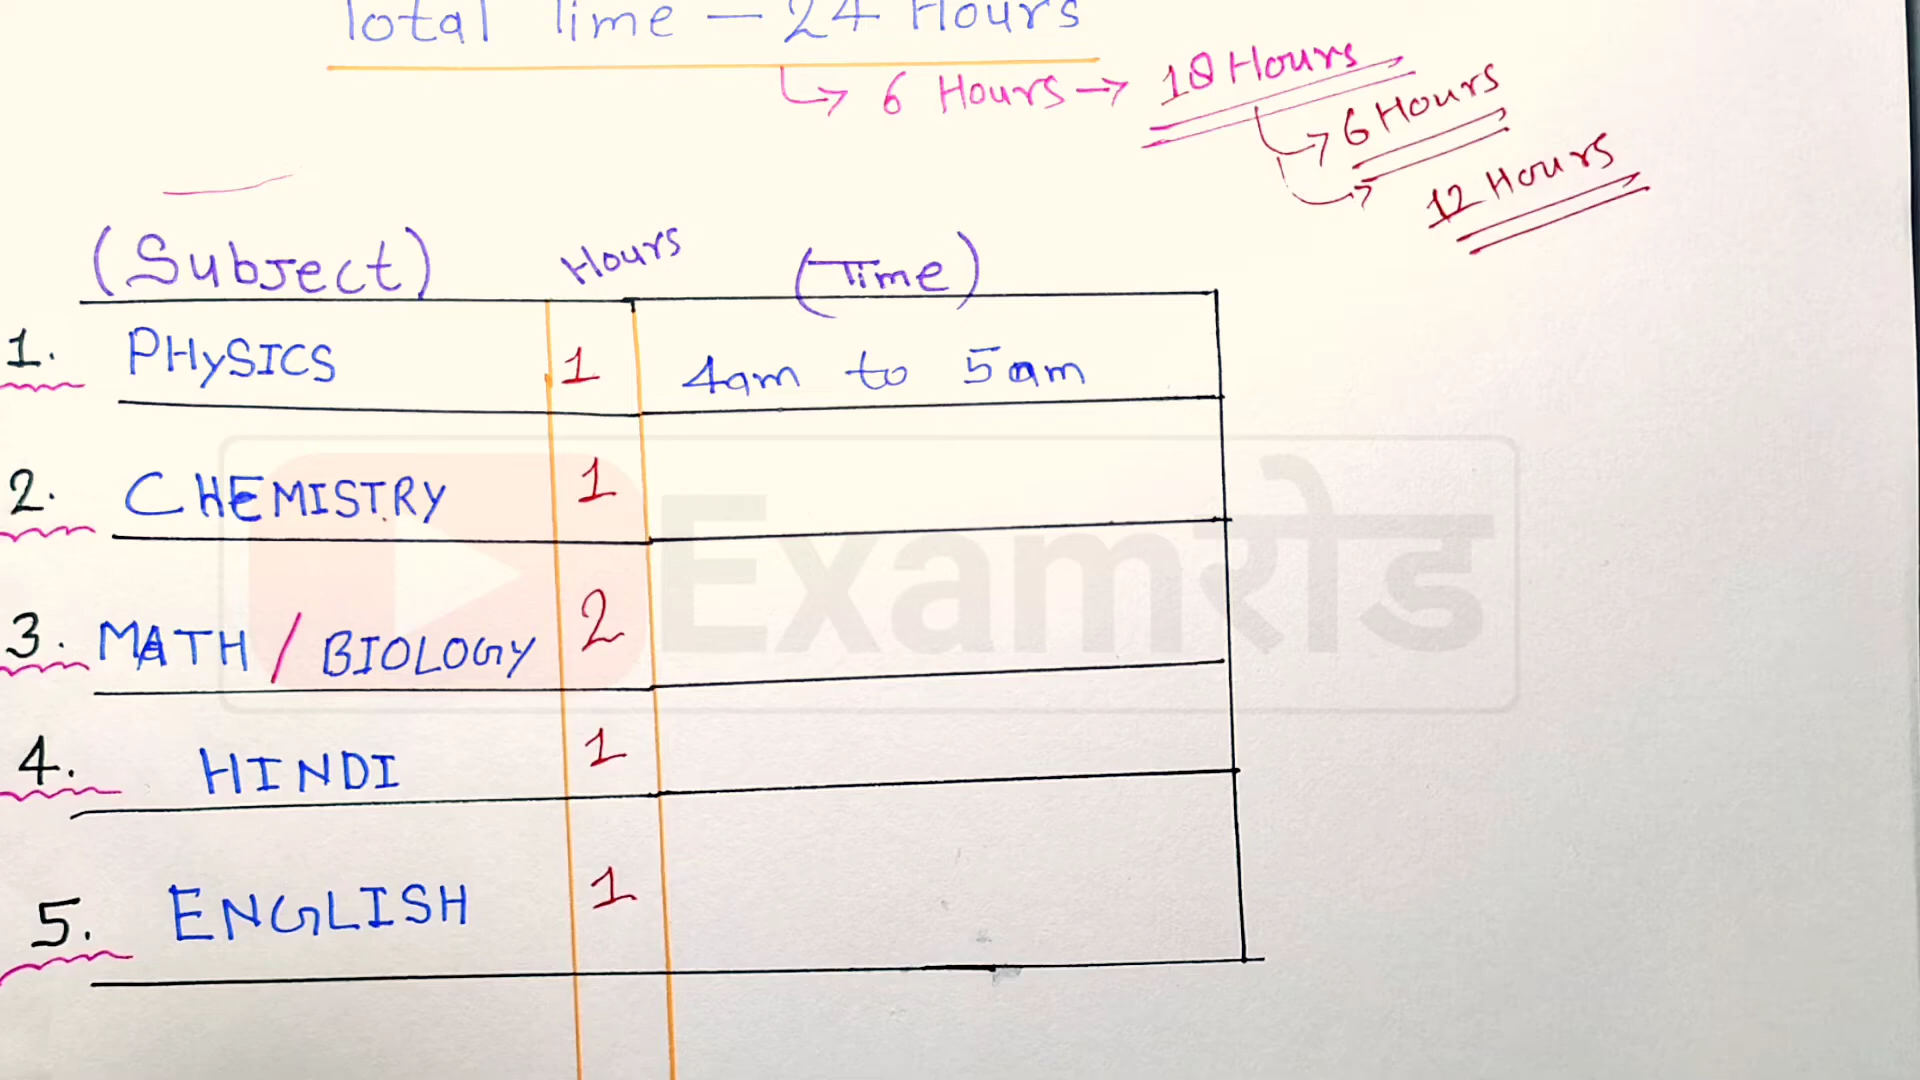 Total Time - 24 Hours
↳ 6 Hours → 18 Hours
↳ 6 Hours
→ 12 Hours
(Subject) Hours (Time)
1. PHYSICS 1 4am to 5am
2. CHEMISTRY 1
Examरोड
3. MATH / BIOLOGY 2
4. HINDI 1
5. ENGLISH 1